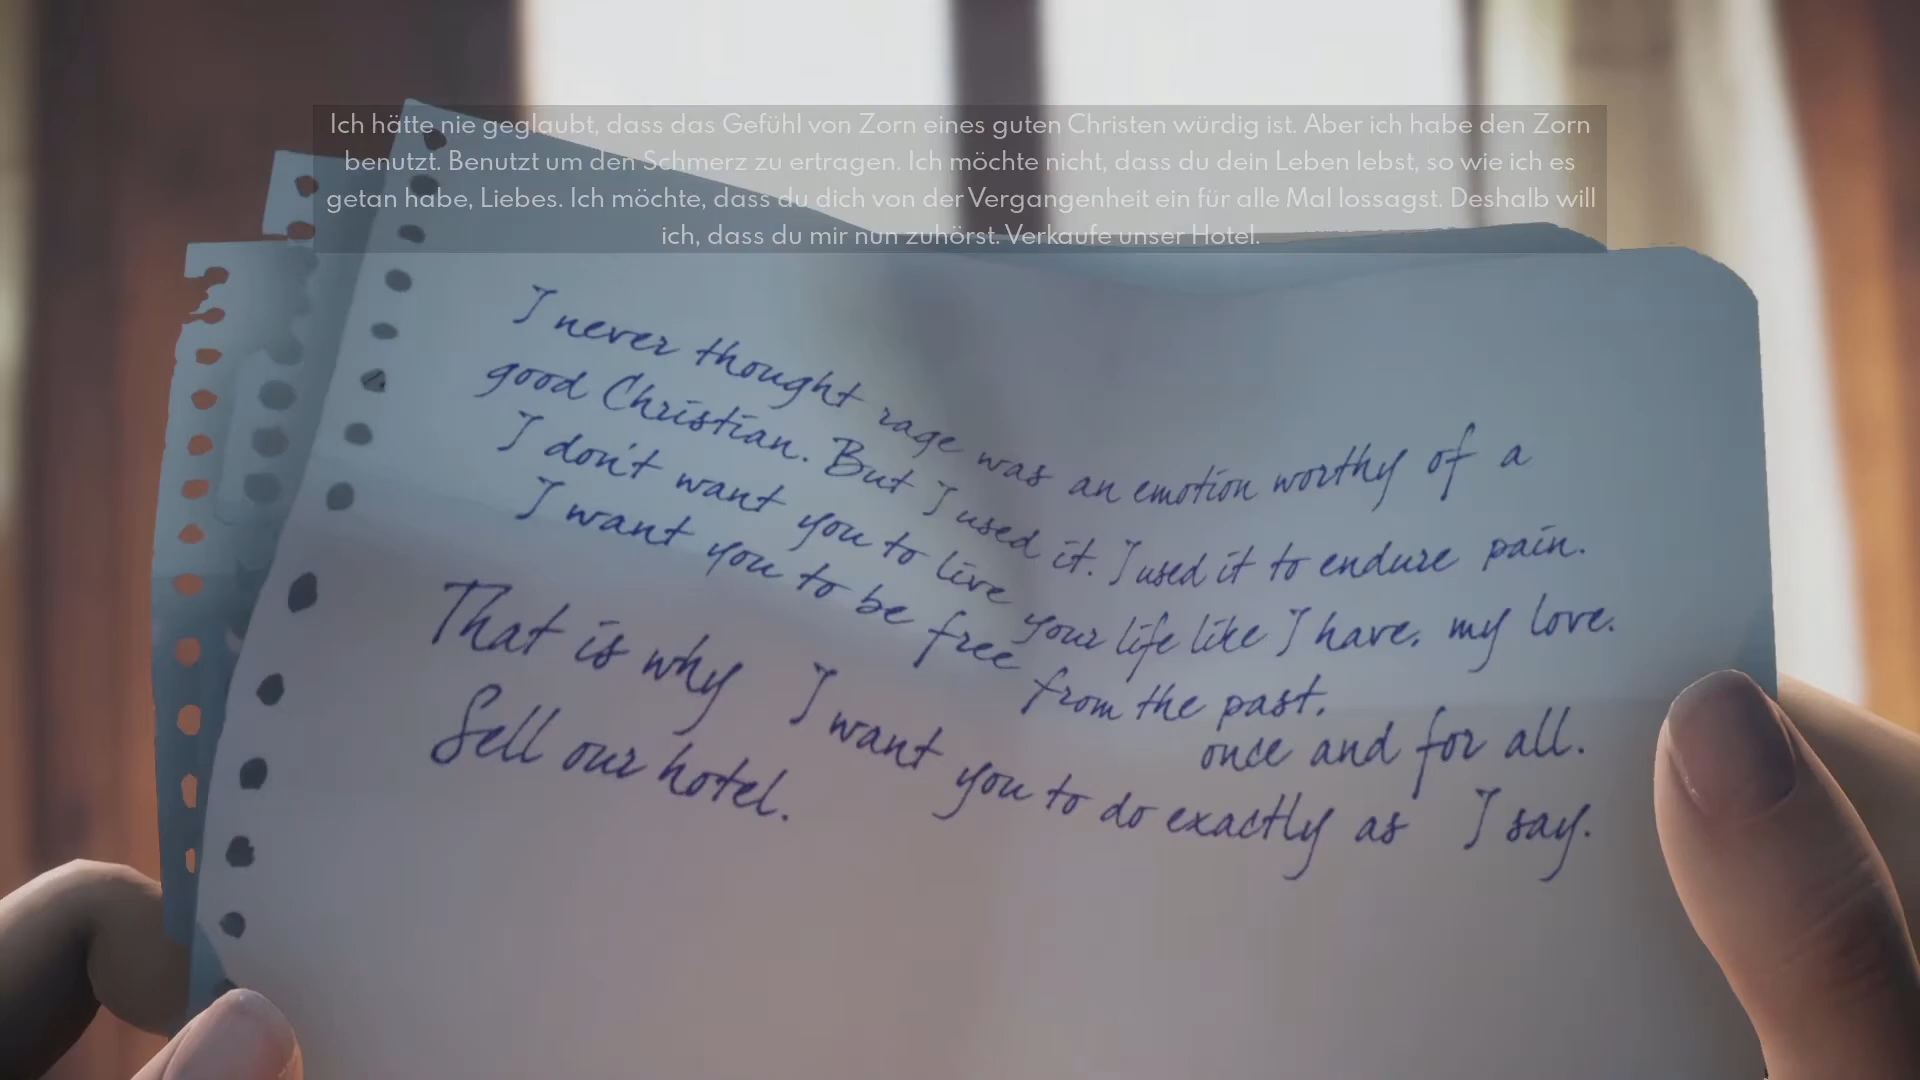 Ich hätte nie geglaubt, dass das Gefühl von Zorn eines guten Christen würdig ist. Aber ich habe den Zorn
benutzt. Benutzt um den Schmerz zu ertragen. Ich möchte nicht, dass du dein Leben lebst, so wie ich es
getan habe, Liebes. Ich möchte, dass du dich von der Vergangenheit ein für alle Mal lossagst. Deshalb will
ich, dass du mir nun zuhörst. Verkaufe unser Hotel.
I never thought rage was an emotion worthy of a
good Christian. But I used it. I used it to endure pain.
I don't want you to live your life like I have, my love.
I want you to be free from the past,
once and for all.
That is why I want you to do exactly as I say.
Sell our hotel.